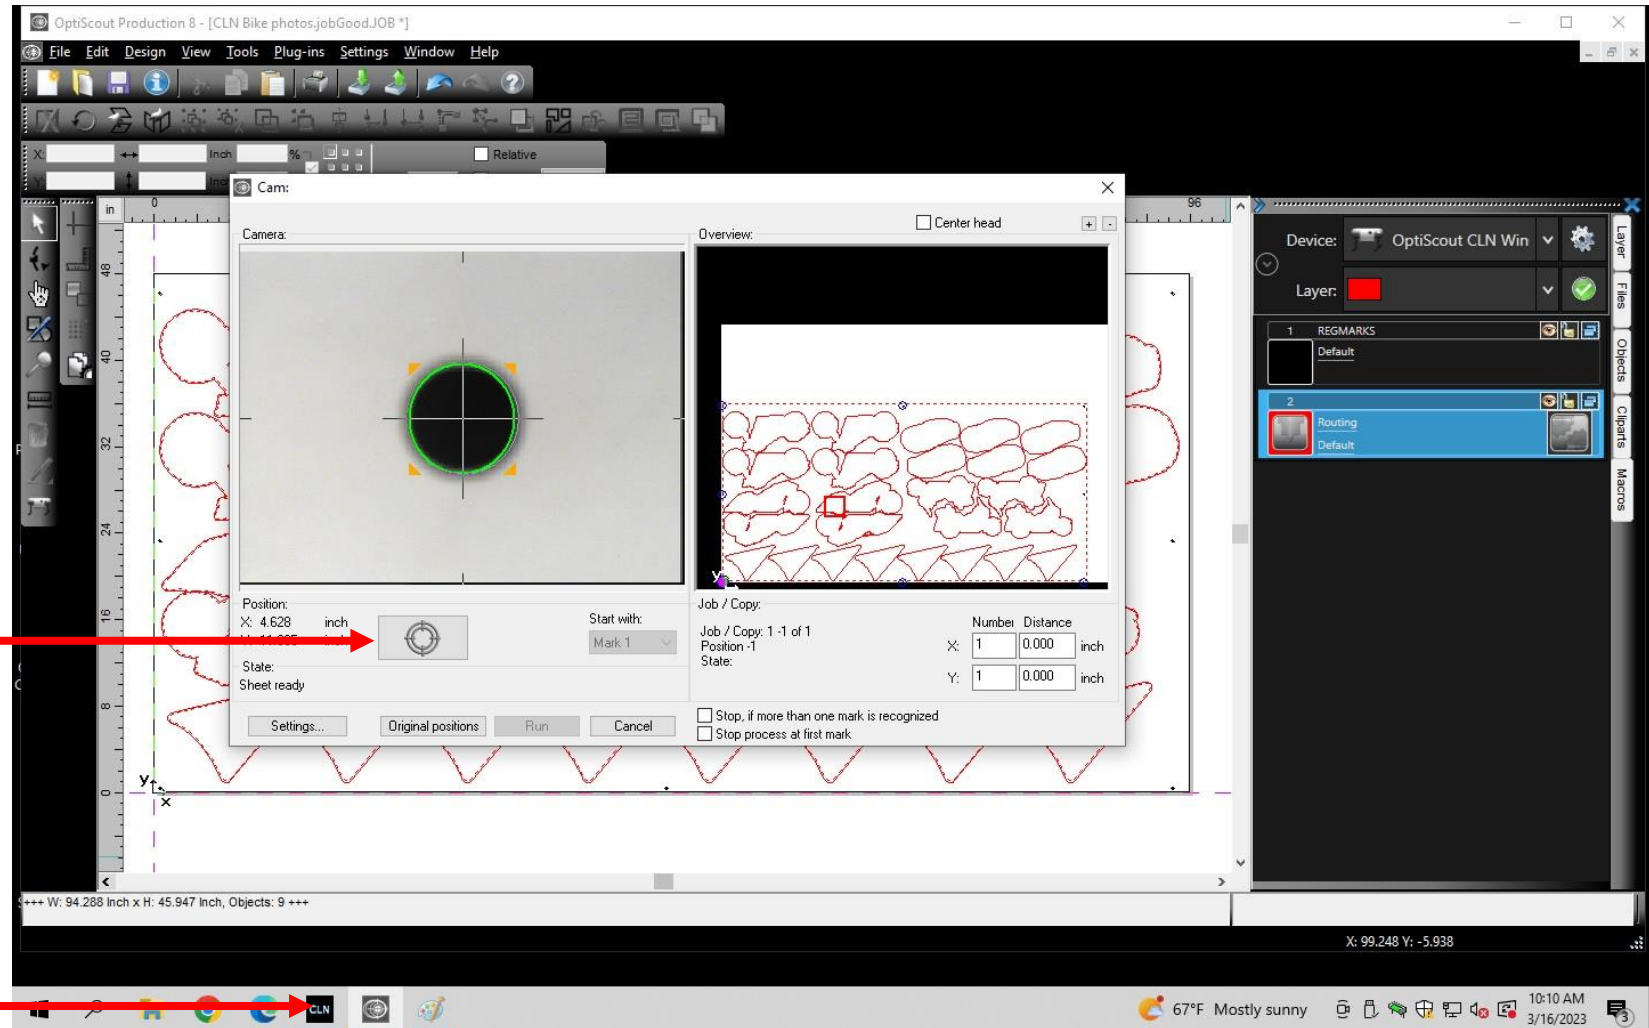 OptiScout Production 8 - [CLN Bike photos.jobGood.JOB *]
File Edit Design View Tools Plug-ins Settings Window Help
X: Inch % Relative
Y:
Cam:
in 0 96
Center head + -
Camera: Overview:
Device: OptiScout CLN Win
Layer:
Layer
Files
Objects
Cliparts
Macros
1 REGMARKS
Default
2
Routing
Default
48
40
32
24
16
8
0
y
Position:
X: 4.628 inch
Start with:
Mark 1
State:
Sheet ready
Job / Copy:
Job / Copy: 1 -1 of 1
Position -1
State:
Number Distance
X: 1 0.000 inch
Y: 1 0.000 inch
Settings... Original positions Run Cancel
Stop, if more than one mark is recognized
Stop process at first mark
y
x
+++ W: 94.288 Inch x H: 45.947 Inch, Objects: 9 +++
X: 99.248 Y: -5.938
CLN
67°F Mostly sunny
10:10 AM
3/16/2023
3